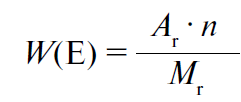 W(E) = A_r · n / M_r